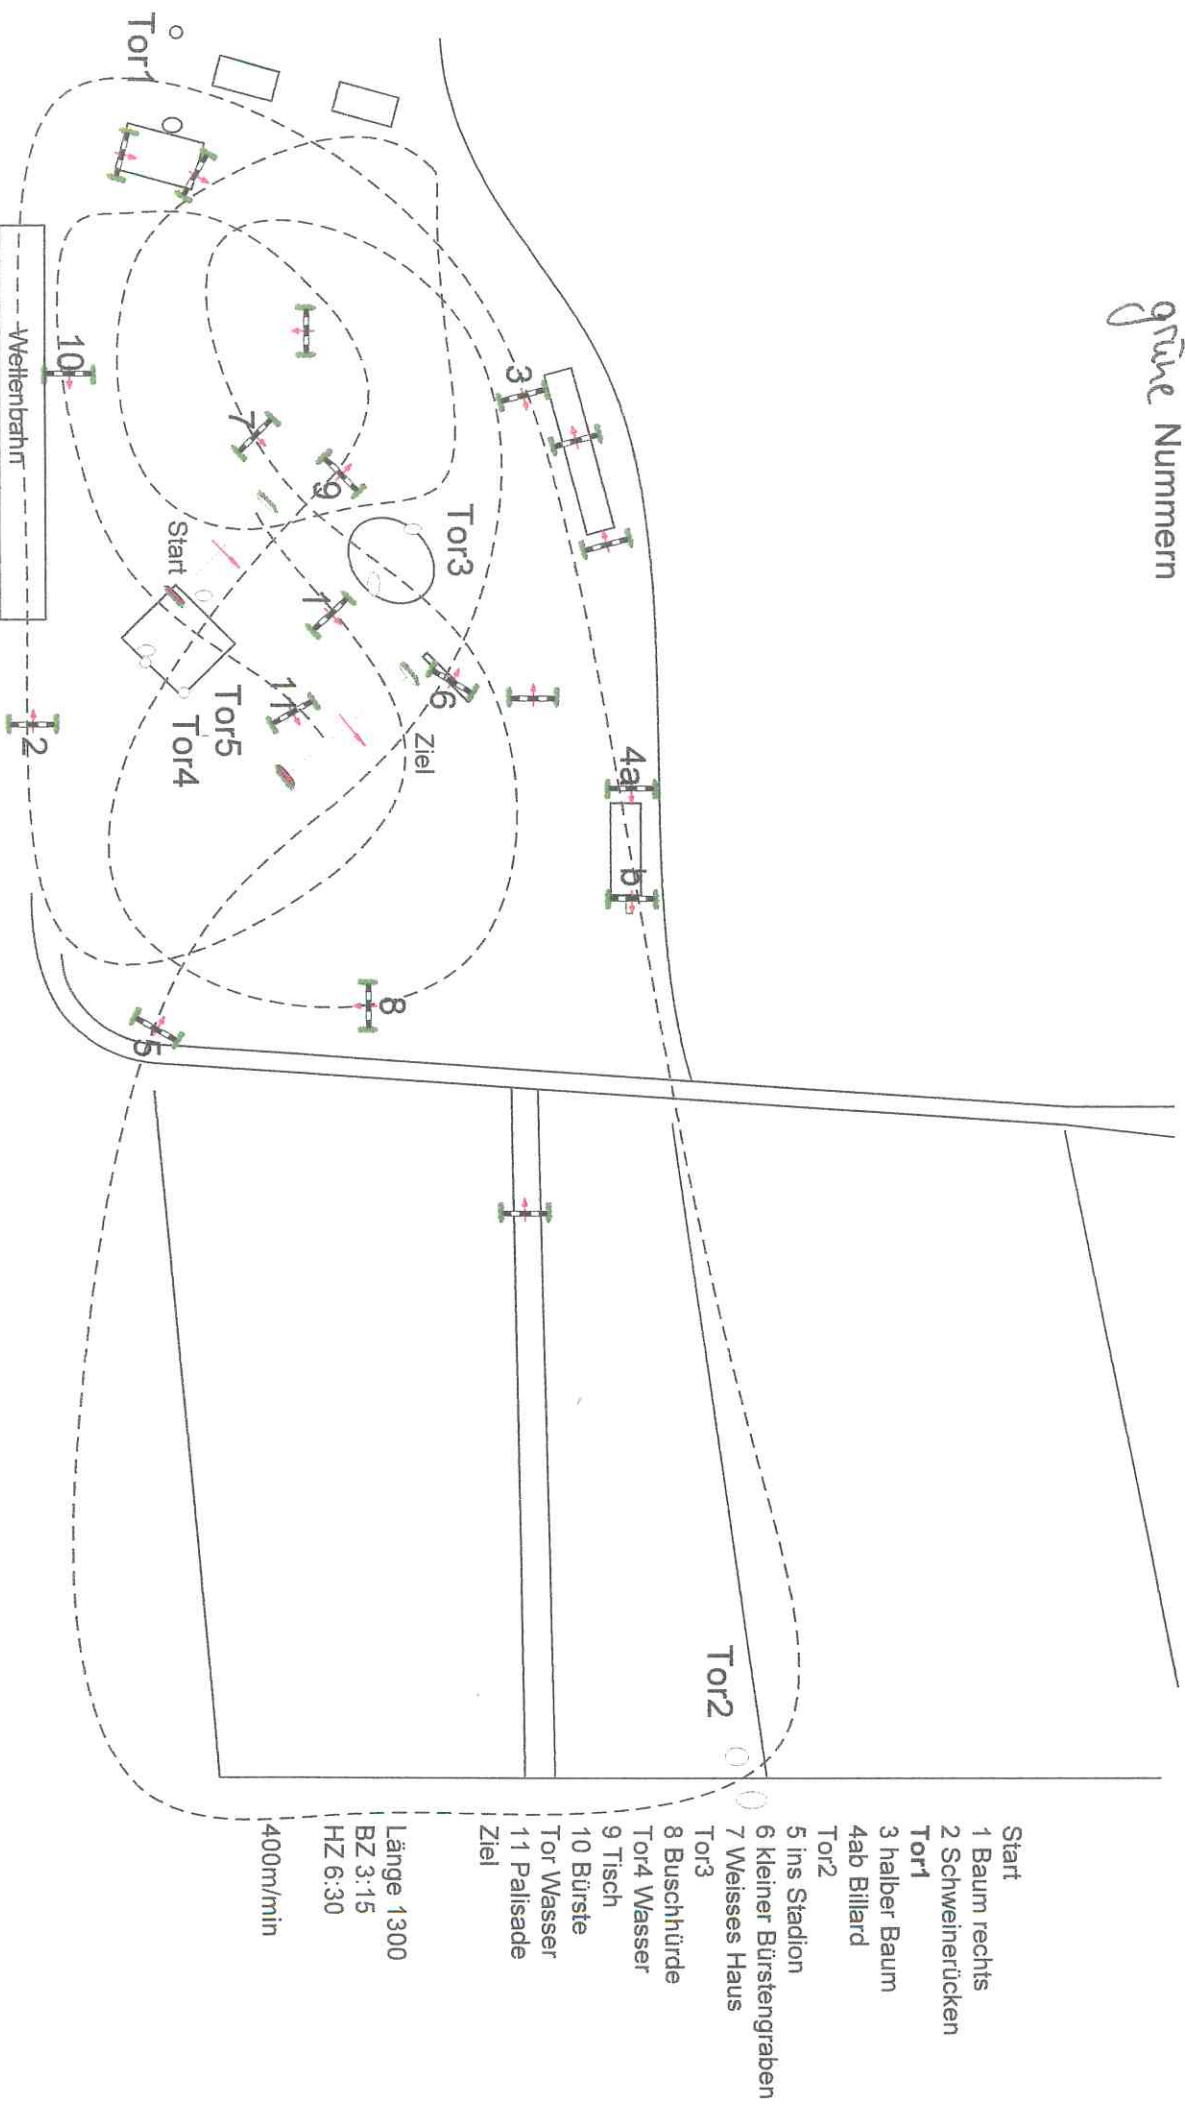 grüne Nummern
Start
1 Baum rechts
2 Schweinerücken
Tor1
3 halber Baum
4ab Billard
Tor2
5 ins Stadion
6 kleiner Bürstengraben
7 Weisses Haus
Tor3
8 Buschhürde
Tor4 Wasser
9 Tisch
10 Bürste
Tor Wasser
11 Palisade
Ziel
Länge 1300
BZ 3:15
HZ 6:30
400m/min
Tor2
4a
b
3
Tor3
6
Ziel
8
9
1
7
11
Tor5
Tor4
Start
5
Tor1
10
2
Wellenbahn